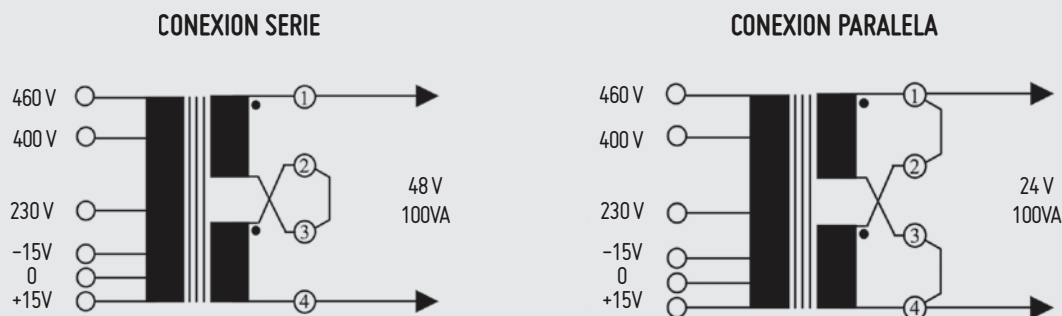 CONEXION SERIE
460 V
400 V
230 V
−15V
0
+15V
1
2
3
4
48 V
100VA
CONEXION PARALELA
460 V
400 V
230 V
−15V
0
+15V
1
2
3
4
24 V
100VA